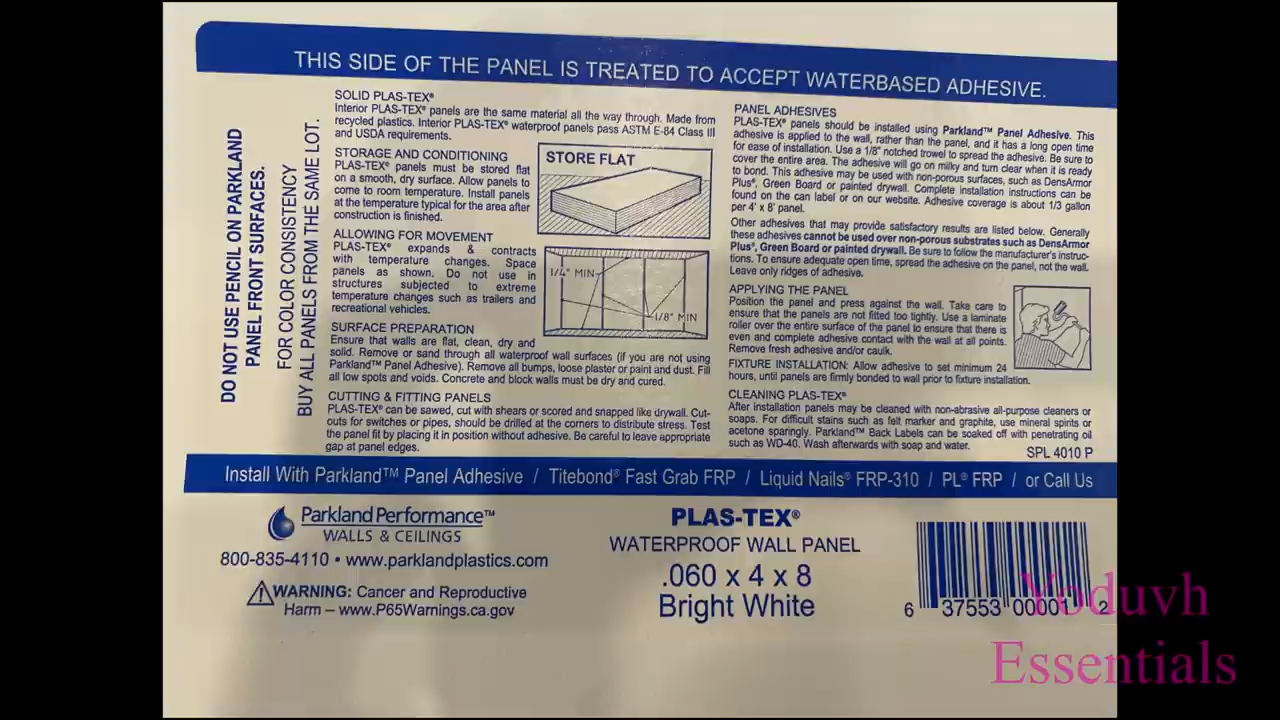 THIS SIDE OF THE PANEL IS TREATED TO ACCEPT WATERBASED ADHESIVE.
DO NOT USE PENCIL ON PARKLAND
PANEL FRONT SURFACES.
FOR COLOR CONSISTENCY
BUY ALL PANELS FROM THE SAME LOT.
SOLID PLAS-TEX®
Interior PLAS-TEX® panels are the same material all the way through. Made from
recycled plastics. Interior PLAS-TEX® waterproof panels pass ASTM E-84 Class III
and USDA requirements.
STORAGE AND CONDITIONING
PLAS-TEX® panels must be stored flat
on a smooth, dry surface. Allow panels to
come to room temperature. Install panels
at the temperature typical for the area after
construction is finished.
STORE FLAT
ALLOWING FOR MOVEMENT
PLAS-TEX® expands & contracts
with temperature changes. Space
panels as shown. Do not use in
structures subjected to extreme
temperature changes such as trailers and
recreational vehicles.
1/4" MIN
1/8" MIN
SURFACE PREPARATION
Ensure that walls are flat, clean, dry and
solid. Remove or sand through all waterproof wall surfaces (if you are not using
Parkland™ Panel Adhesive). Remove all bumps, loose plaster or paint and dust. Fill
all low spots and voids. Concrete and block walls must be dry and cured.
CUTTING & FITTING PANELS
PLAS-TEX® can be sawed, cut with shears or scored and snapped like drywall. Cut-
outs for switches or pipes, should be drilled at the corners to distribute stress. Test
the panel fit by placing it in position without adhesive. Be careful to leave appropriate
gap at panel edges.
PANEL ADHESIVES
PLAS-TEX® panels should be installed using Parkland™ Panel Adhesive. This
adhesive is applied to the wall, rather than the panel, and it has a long open time
for ease of installation. Use a 1/8" notched trowel to spread the adhesive. Be sure to
cover the entire area. The adhesive will go on milky and turn clear when it is ready
to bond. This adhesive may be used with non-porous surfaces, such as DensArmor
Plus®, Green Board or painted drywall. Complete installation instructions can be
found on the can label or on our website. Adhesive coverage is about 1/3 gallon
per 4' x 8' panel.
Other adhesives that may provide satisfactory results are listed below. Generally
these adhesives cannot be used over non-porous substrates such as DensArmor
Plus®, Green Board or painted drywall. Be sure to follow the manufacturer's instruc-
tions. To ensure adequate open time, spread the adhesive on the panel, not the wall.
Leave only ridges of adhesive.
APPLYING THE PANEL
Position the panel and press against the wall. Take care to
ensure that the panels are not fitted too tightly. Use a laminate
roller over the entire surface of the panel to ensure that there is
even and complete adhesive contact with the wall at all points.
Remove fresh adhesive and/or caulk.
FIXTURE INSTALLATION: Allow adhesive to set minimum 24
hours, until panels are firmly bonded to wall prior to fixture installation.
CLEANING PLAS-TEX®
After installation panels may be cleaned with non-abrasive all-purpose cleaners or
soaps. For difficult stains such as felt marker and graphite, use mineral spirits or
acetone sparingly. Parkland™ Back Labels can be soaked off with penetrating oil
such as WD-40. Wash afterwards with soap and water.
SPL 4010 P
Install With Parkland™ Panel Adhesive / Titebond® Fast Grab FRP / Liquid Nails® FRP-310 / PL® FRP / or Call Us
Parkland Performance™
WALLS & CEILINGS
800-835-4110 • www.parklandplastics.com
WARNING: Cancer and Reproductive
Harm – www.P65Warnings.ca.gov
PLAS-TEX®
WATERPROOF WALL PANEL
.060 x 4 x 8
Bright White
6 37553 00001 2
Yoduvh
Essentials